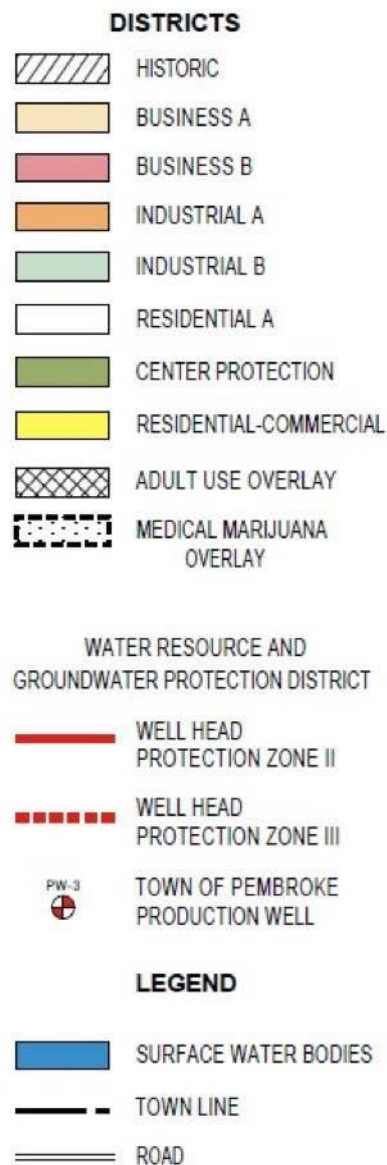 DISTRICTS
HISTORIC
BUSINESS A
BUSINESS B
INDUSTRIAL A
INDUSTRIAL B
RESIDENTIAL A
CENTER PROTECTION
RESIDENTIAL-COMMERCIAL
ADULT USE OVERLAY
MEDICAL MARIJUANA
OVERLAY
WATER RESOURCE AND
GROUNDWATER PROTECTION DISTRICT
WELL HEAD
PROTECTION ZONE II
WELL HEAD
PROTECTION ZONE III
PW-3
TOWN OF PEMBROKE
PRODUCTION WELL
LEGEND
SURFACE WATER BODIES
TOWN LINE
ROAD